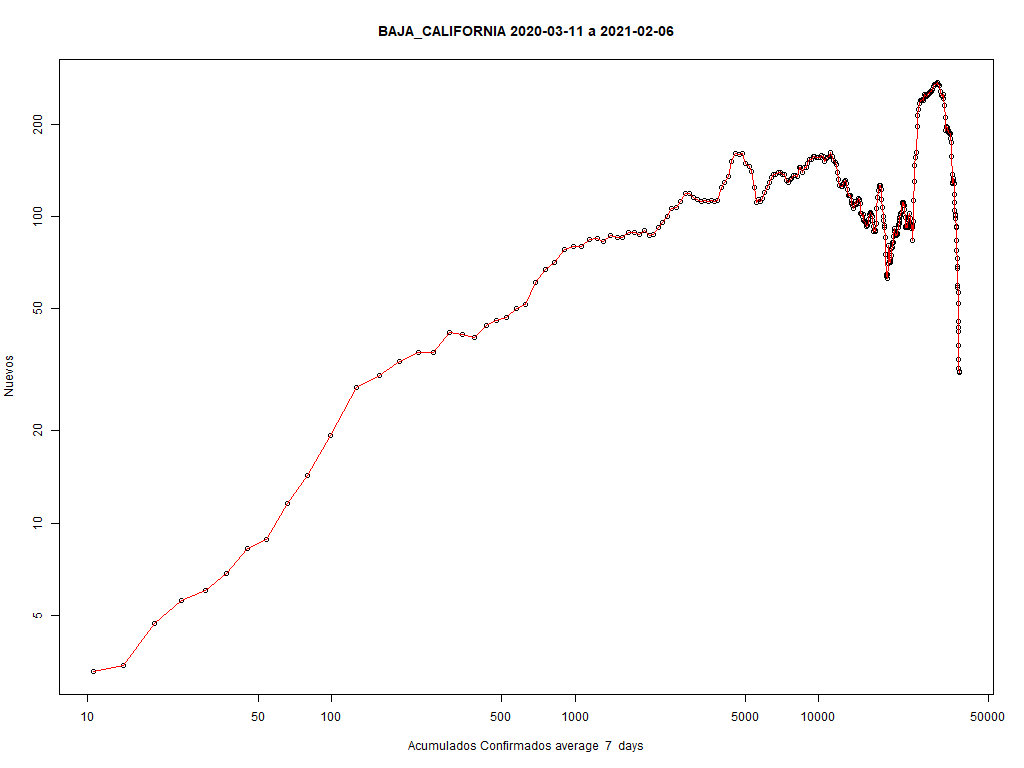 BAJA_CALIFORNIA 2020-03-11 a 2021-02-06
Nuevos
200
100
50
20
10
5
10 50 100 500 1000 5000 10000 50000
Acumulados Confirmados average 7 days